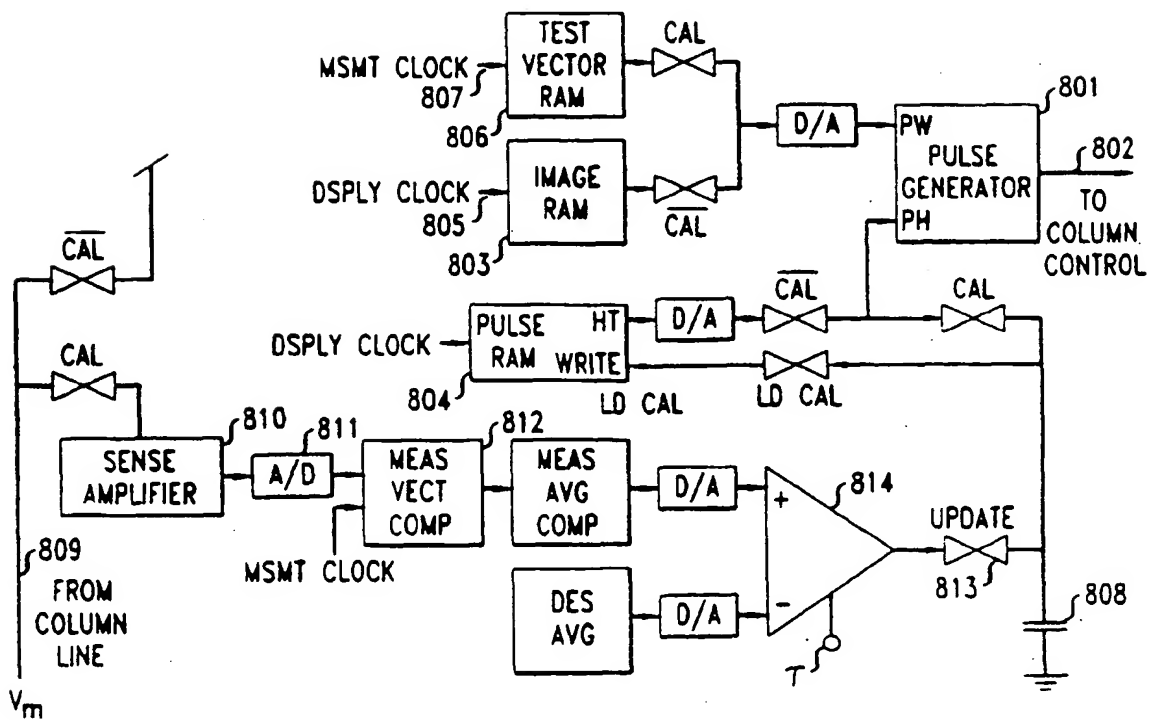 TEST
VECTOR
RAM
CAL
MSMT CLOCK
807
806
D/A
801
PW
PULSE
GENERATOR
PH
802
TO
COLUMN
CONTROL
IMAGE
RAM
DSPLY CLOCK
805
803
CAL
CAL
CAL
PULSE
RAM
HT
WRITE
DSPLY CLOCK
804
D/A
CAL
CAL
LD CAL
LD CAL
810
SENSE
AMPLIFIER
811
A/D
812
MEAS
VECT
COMP
MSMT CLOCK
MEAS
AVG
COMP
D/A
DES
AVG
D/A
+
-
814
T
UPDATE
813
808
809
FROM
COLUMN
LINE
Vm